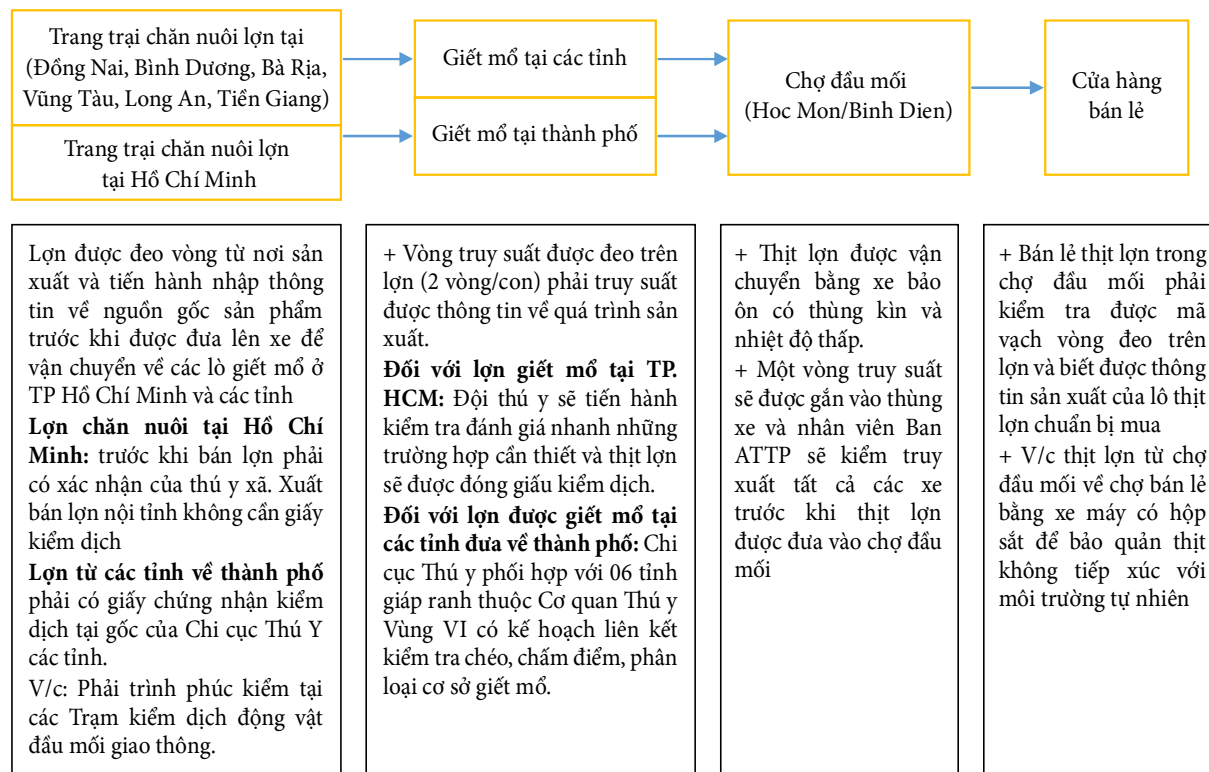 Trang trại chăn nuôi lợn tại
(Đồng Nai, Bình Dương, Bà Rịa,
Vũng Tàu, Long An, Tiền Giang)
Trang trại chăn nuôi lợn
tại Hồ Chí Minh
Giết mổ tại các tỉnh
Giết mổ tại thành phố
Chợ đầu mối
(Hoc Mon/Binh Dien)
Cửa hàng
bán lẻ
Lợn được đeo vòng từ nơi sản
xuất và tiến hành nhập thông
tin về nguồn gốc sản phẩm
trước khi được đưa lên xe để
vận chuyển về các lò giết mổ ở
TP Hồ Chí Minh và các tỉnh
Lợn chăn nuôi tại Hồ Chí
Minh: trước khi bán lợn phải
có xác nhận của thú y xã. Xuất
bán lợn nội tỉnh không cần giấy
kiểm dịch
Lợn từ các tỉnh về thành phố
phải có giấy chứng nhận kiểm
dịch tại gốc của Chi cục Thú Y
các tỉnh.
V/c: Phải trình phúc kiểm tại
các Trạm kiểm dịch động vật
đầu mối giao thông.
+ Vòng truy suất được đeo trên
lợn (2 vòng/con) phải truy suất
được thông tin về quá trình sản
xuất.
Đối với lợn giết mổ tại TP.
HCM: Đội thú y sẽ tiến hành
kiểm tra đánh giá nhanh những
trường hợp cần thiết và thịt lợn
sẽ được đóng giấu kiểm dịch.
Đối với lợn được giết mổ tại
các tỉnh đưa về thành phố: Chi
cục Thú y phối hợp với 06 tỉnh
giáp ranh thuộc Cơ quan Thú y
Vùng VI có kế hoạch liên kết
kiểm tra chéo, chấm điểm, phân
loại cơ sở giết mổ.
+ Thịt lợn được vận
chuyển bằng xe bảo
ôn có thùng kìn và
nhiệt độ thấp.
+ Một vòng truy suất
sẽ được gắn vào thùng
xe và nhân viên Ban
ATTP sẽ kiểm truy
xuất tất cả các xe
trước khi thịt lợn
được đưa vào chợ đầu
mối
+ Bán lẻ thịt lợn trong
chợ đầu mối phải
kiểm tra được mã
vạch vòng đeo trên
lợn và biết được thông
tin sản xuất của lô thịt
lợn chuẩn bị mua
+ V/c thịt lợn từ chợ
đầu mối về chợ bán lẻ
bằng xe máy có hộp
sắt để bảo quản thịt
không tiếp xúc với
môi trường tự nhiên